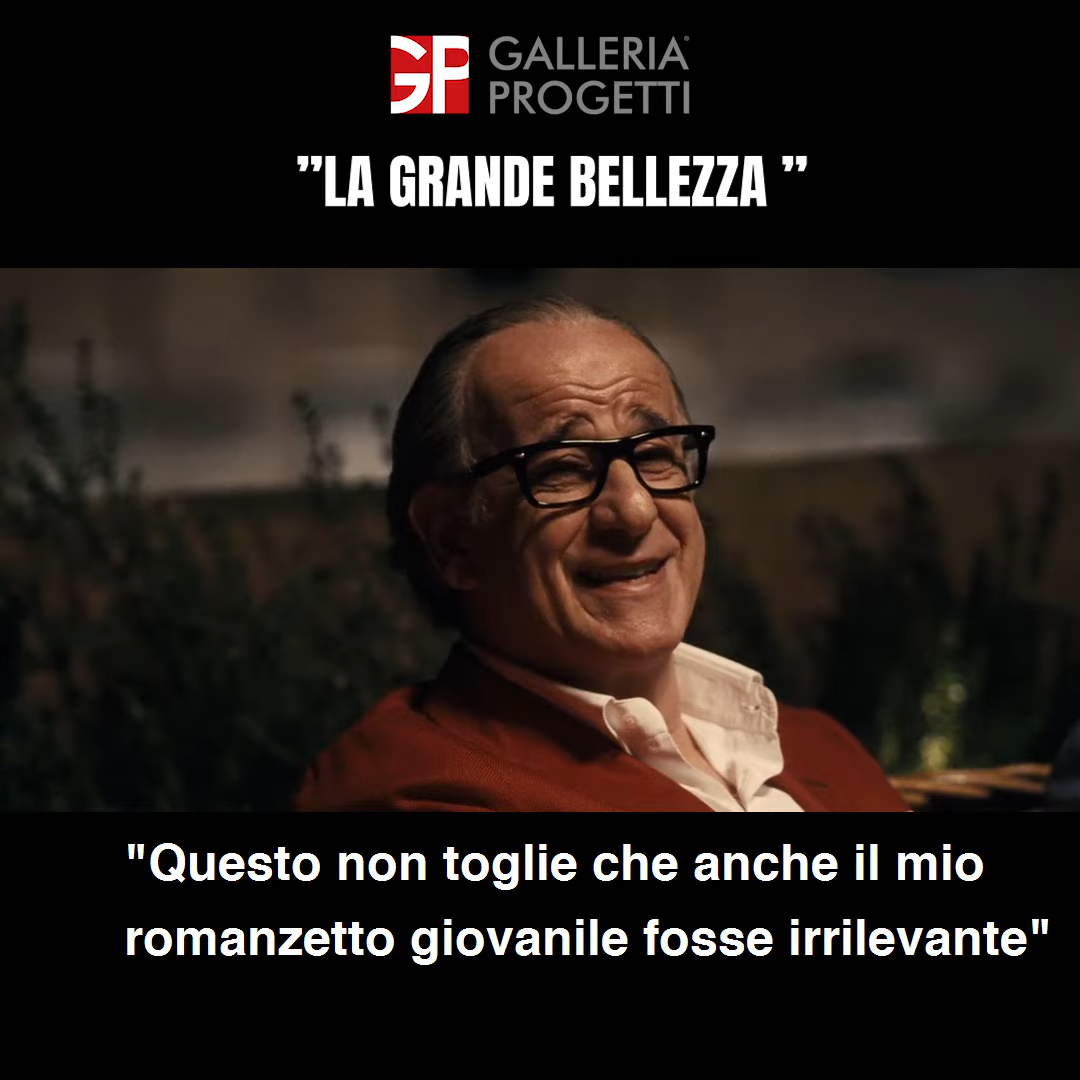 GP GALLERIA®
PROGETTI
”LA GRANDE BELLEZZA ”
"Questo non toglie che anche il mio
romanzetto giovanile fosse irrilevante"